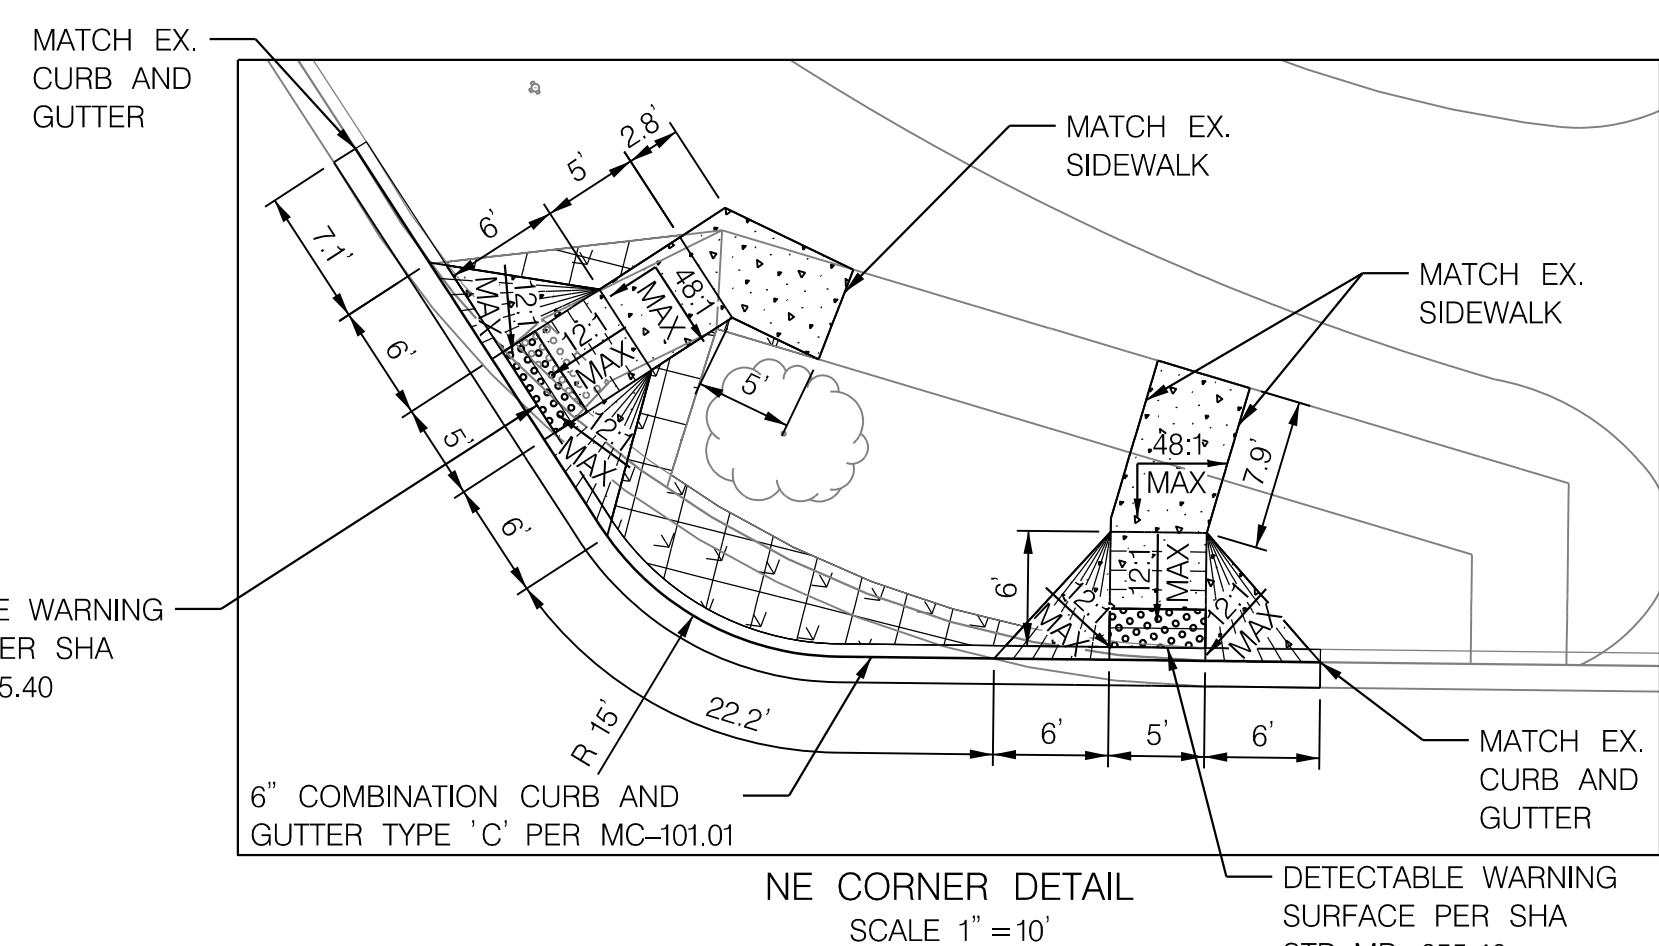 MATCH EX.
CURB AND
GUTTER
MATCH EX.
SIDEWALK
MATCH EX.
SIDEWALK
2.8'
5'
6'
7.1'
6'
5'
6'
12:1
MAX
48:1
MAX
12:1
MAX
12:1
MAX
5'
48:1
MAX
7.9'
6'
12:1
MAX
12:1
MAX
12:1
MAX
E WARNING
ER SHA
5.40
R 15'
22.2'
6'
5'
6'
6" COMBINATION CURB AND
GUTTER TYPE 'C' PER MC-101.01
MATCH EX.
CURB AND
GUTTER
NE CORNER DETAIL
SCALE 1" = 10'
DETECTABLE WARNING
SURFACE PER SHA